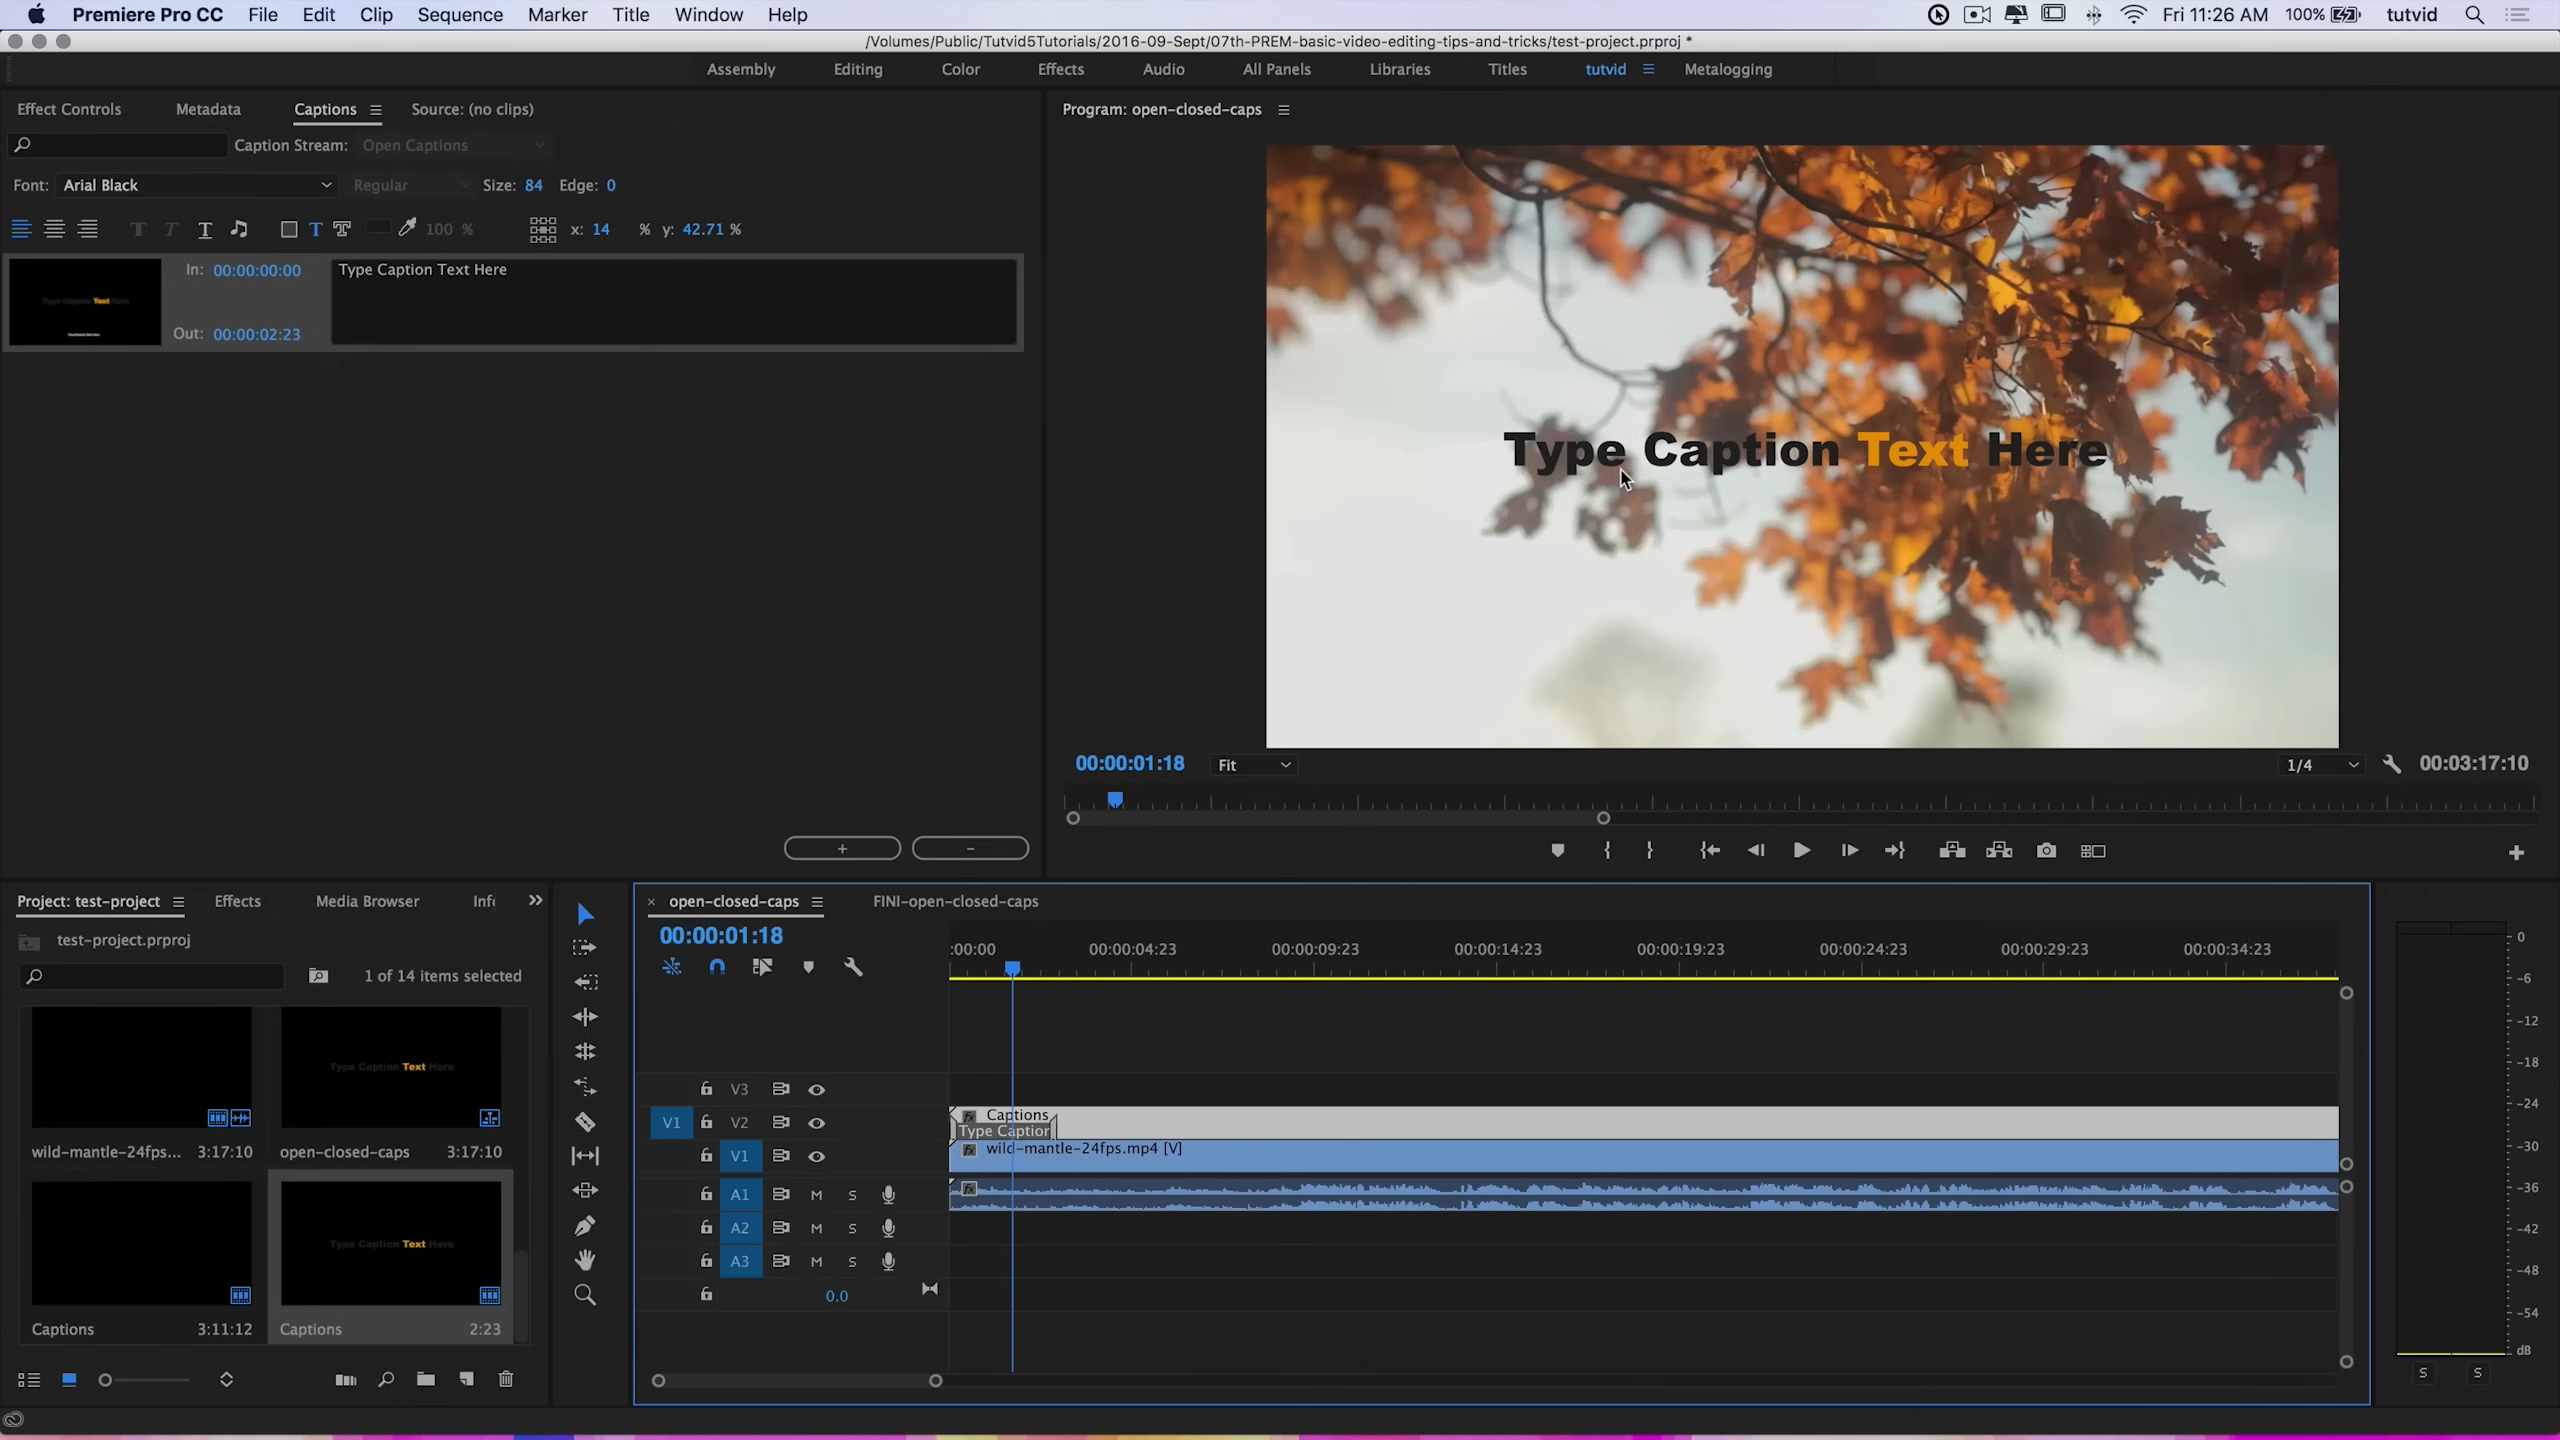 Premiere Pro CC File Edit Clip Sequence Marker Title Window Help Fri 11:26 AM 100% tutvid
/Volumes/Public/Tutvid5Tutorials/2016-09-Sept/07th-PREM-basic-video-editing-tips-and-tricks/test-project.prproj *
Assembly Editing Color Effects Audio All Panels Libraries Titles tutvid Metalogging
Effect Controls Metadata Captions Source: (no clips)
Caption Stream: Open Captions
Font: Arial Black Regular Size: 84 Edge: 0
100 % x: 14 % y: 42.71 %
In: 00:00:00:00 Type Caption Text Here
Out: 00:00:02:23
+ -
Program: open-closed-caps
Type Caption Text Here
00:00:01:18 Fit 1/4 00:03:17:10
Project: test-project Effects Media Browser Info
test-project.prproj
1 of 14 items selected
Type Caption Text Here
wild-mantle-24fps... 3:17:10 open-closed-caps 3:17:10
Type Caption Text Here
Captions 3:11:12 Captions 2:23
open-closed-caps FINI-open-closed-caps
00:00:01:18
:00:00 00:00:04:23 00:00:09:23 00:00:14:23 00:00:19:23 00:00:24:23 00:00:29:23 00:00:34:23
V3
V1 V2 Captions
Type Caption
V1 wild-mantle-24fps.mp4 [V]
A1 M S
A2 M S
A3 M S
0.0
0
-6
-12
-18
-24
-30
-36
-42
-48
-54
dB
S S